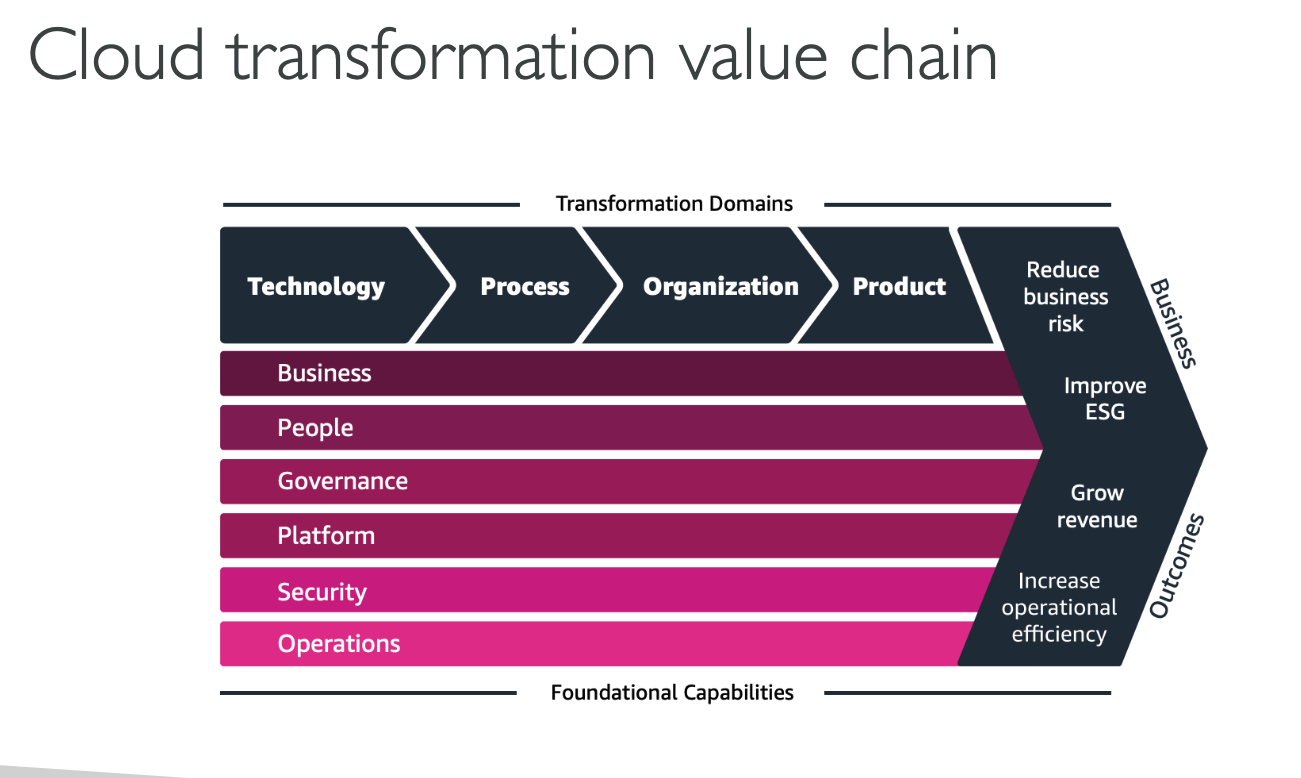 Cloud transformation value chain
Transformation Domains
Technology
Process
Organization
Product
Reduce
business
risk
Improve
ESG
Grow
revenue
Increase
operational
efficiency
Business
Outcomes
Business
People
Governance
Platform
Security
Operations
Foundational Capabilities